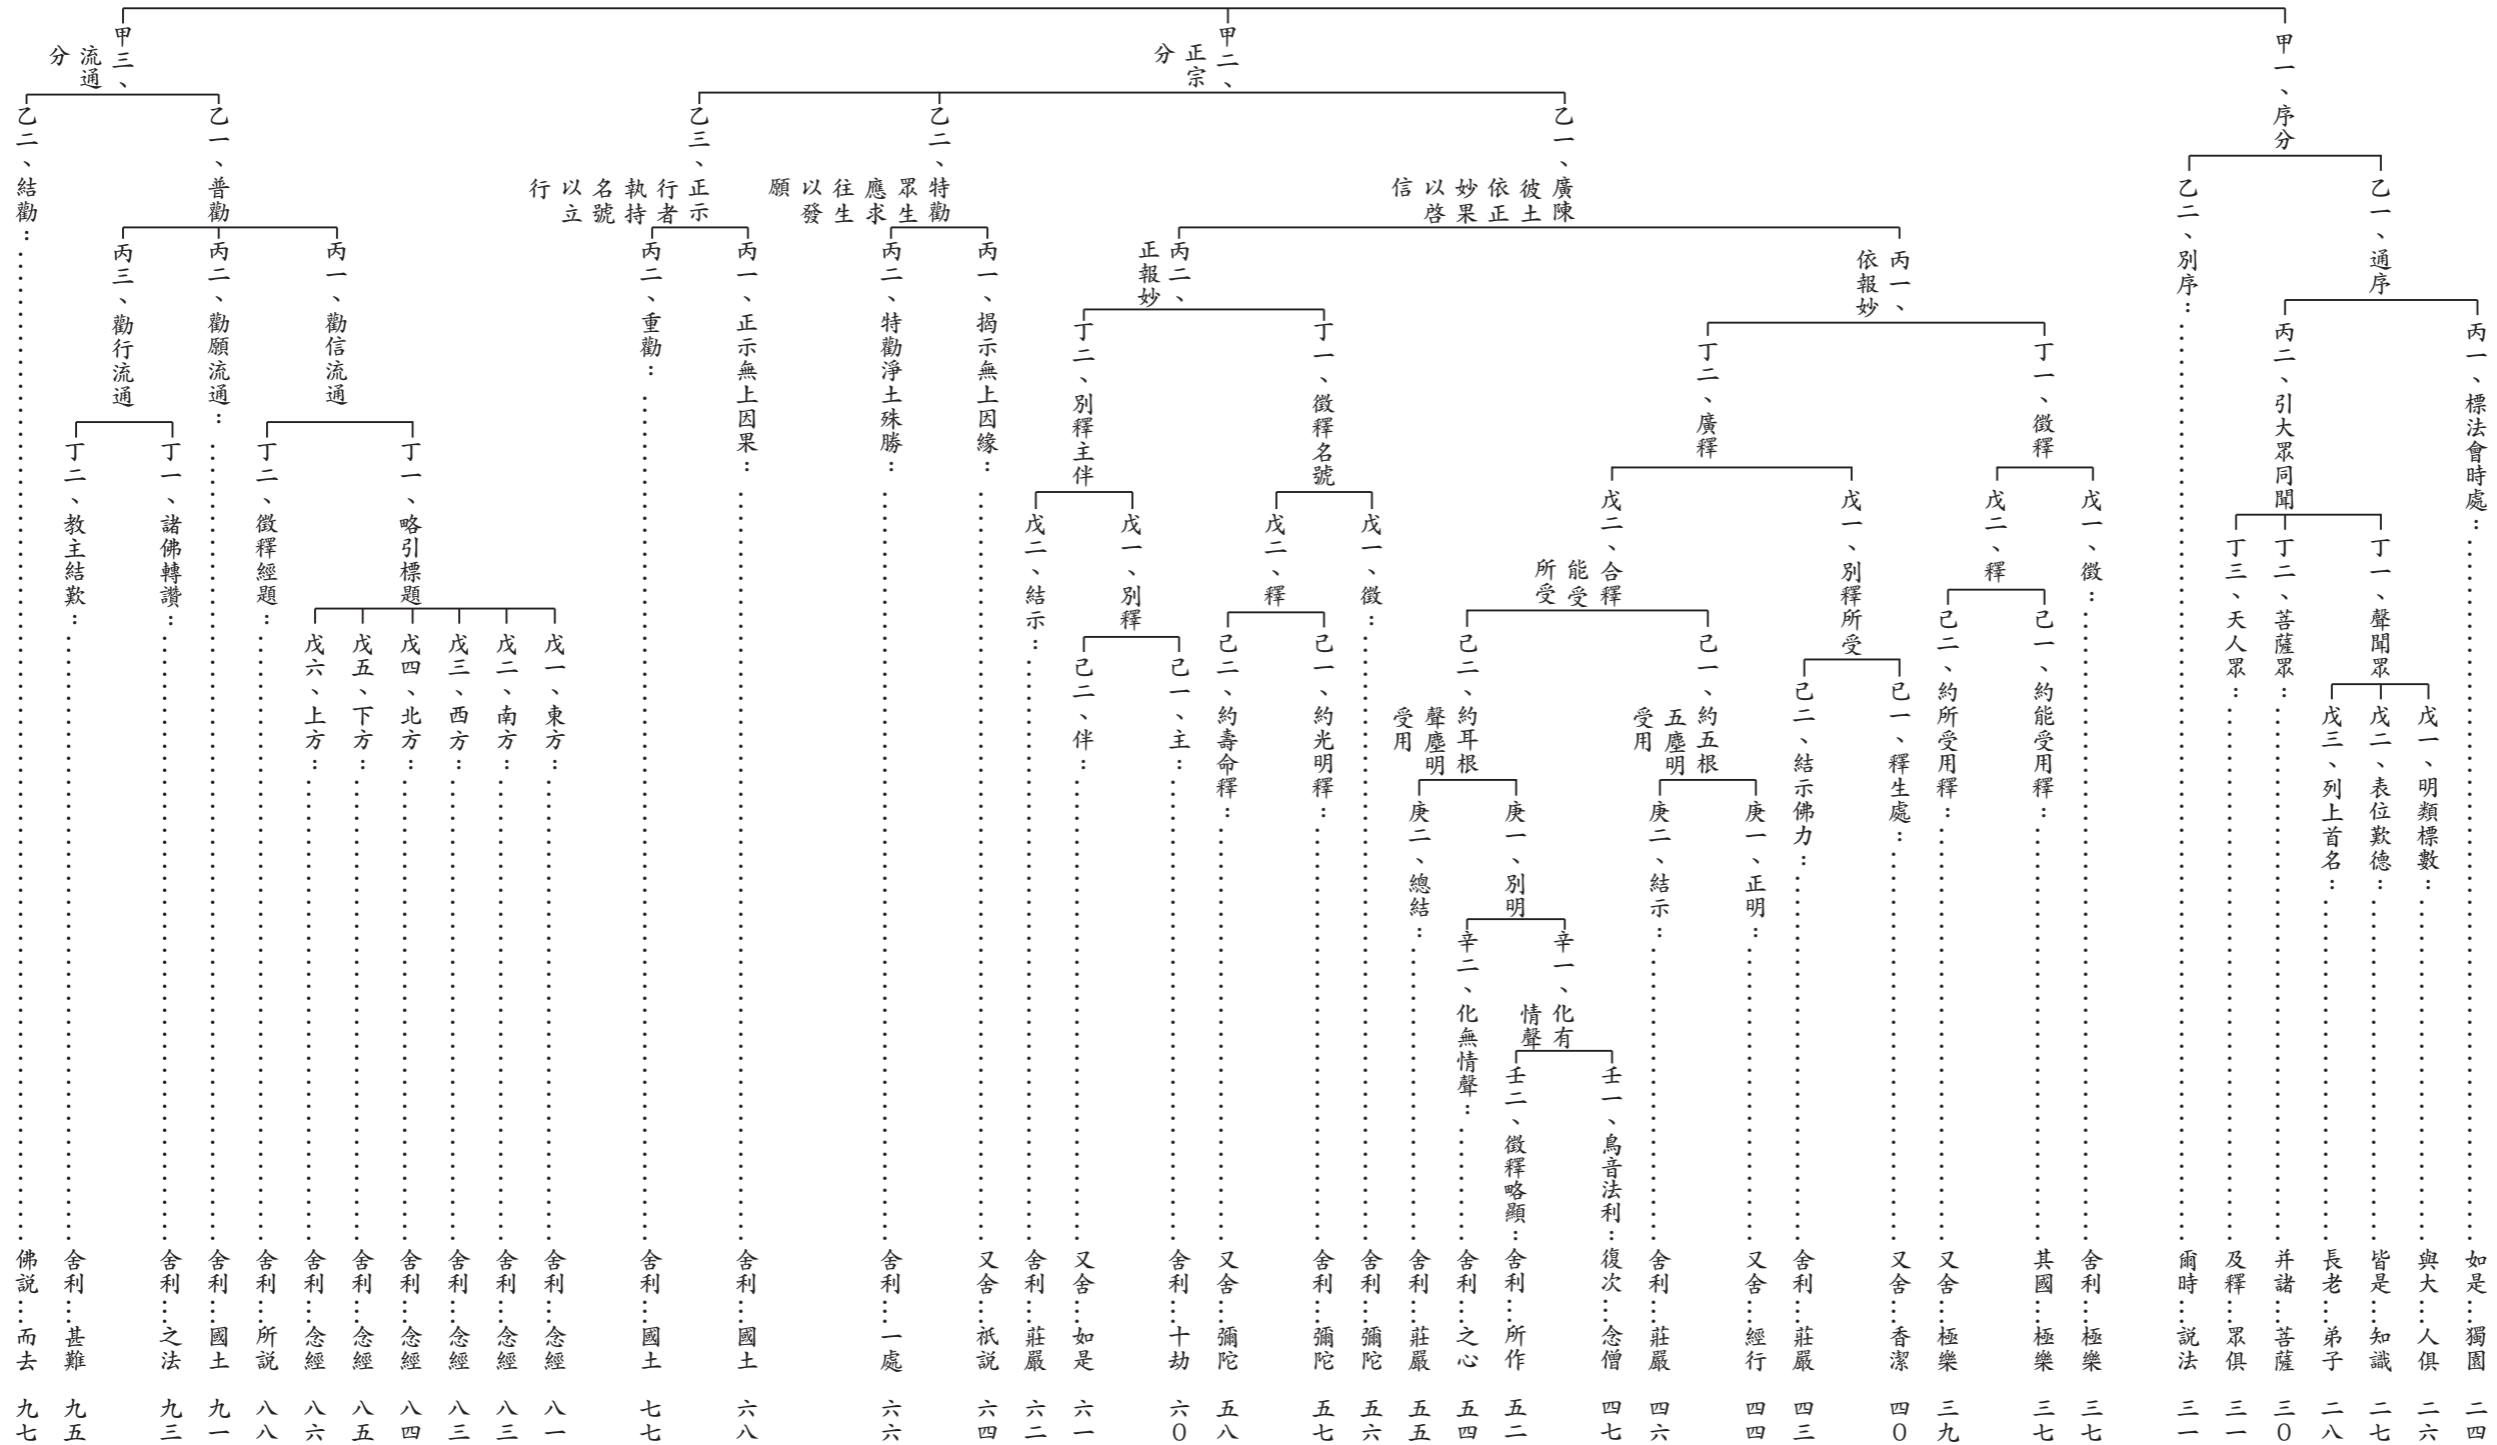 甲一、序分
乙一、通序
丙一、標法會時處：如是……獨園 二四
丙二、引大眾同聞
丁一、聲聞眾
戊一、明類標數：與大……人俱 二六
戊二、表位歎德：皆是……知識 二七
戊三、列上首名：長老……弟子 二八
丁二、菩薩眾：并諸……菩薩 三〇
丁三、天人眾：及釋……眾俱 三一
乙二、別序：爾時……說法 三一
甲二、正宗分
乙一、廣陳彼土依正妙果以啓信
丙一、依報妙
丁一、徵釋
戊一、徵：舍利……極樂 三七
戊二、釋
己一、約能受用釋：其國……極樂 三七
己二、約所受用釋：又舍……極樂 三九
丁二、廣釋
戊一、別釋所受
己一、釋生處：又舍……香潔 四〇
己二、結示佛力：舍利……莊嚴 四三
戊二、合釋能受所受
己一、約五根五塵明受用
庚一、正明：又舍……經行 四四
庚二、結示：舍利……莊嚴 四六
己二、約耳根聲塵明受用
庚一、別明
辛一、化有情聲
壬一、鳥音法利：復次……念僧 四七
壬二、徵釋略顯：舍利……所作 五二
辛二、化無情聲：舍利……之心 五四
庚二、總結：舍利……莊嚴 五五
丙二、正報妙
丁一、徵釋名號
戊一、徵：舍利……彌陀 五六
戊二、釋
己一、約光明釋：舍利……彌陀 五七
己二、約壽命釋：又舍……彌陀 五八
丁二、別釋主伴
戊一、別釋
己一、主：舍利……十劫 六〇
己二、伴：又舍……如是 六一
戊二、結示：舍利……莊嚴 六二
乙二、特勸眾生應求往生以發願
丙一、揭示無上因緣：又舍……祇說 六四
丙二、特勸淨土殊勝：舍利……一處 六六
乙三、正示行者執持名號以立行
丙一、正示無上因果：舍利……國土 六八
丙二、重勸：舍利……國土 七七
甲三、流通分
乙一、普勸
丙一、勸信流通
丁一、略引標題
戊一、東方：舍利……念經 八一
戊二、南方：舍利……念經 八三
戊三、西方：舍利……念經 八三
戊四、北方：舍利……念經 八四
戊五、下方：舍利……念經 八五
戊六、上方：舍利……念經 八六
丁二、徵釋經題：舍利……所說 八八
丙二、勸願流通：舍利……國土 九一
丙三、勸行流通
丁一、諸佛轉讚：舍利……之法 九三
丁二、教主結歎：舍利……甚難 九五
乙二、結勸：佛說……而去 九七